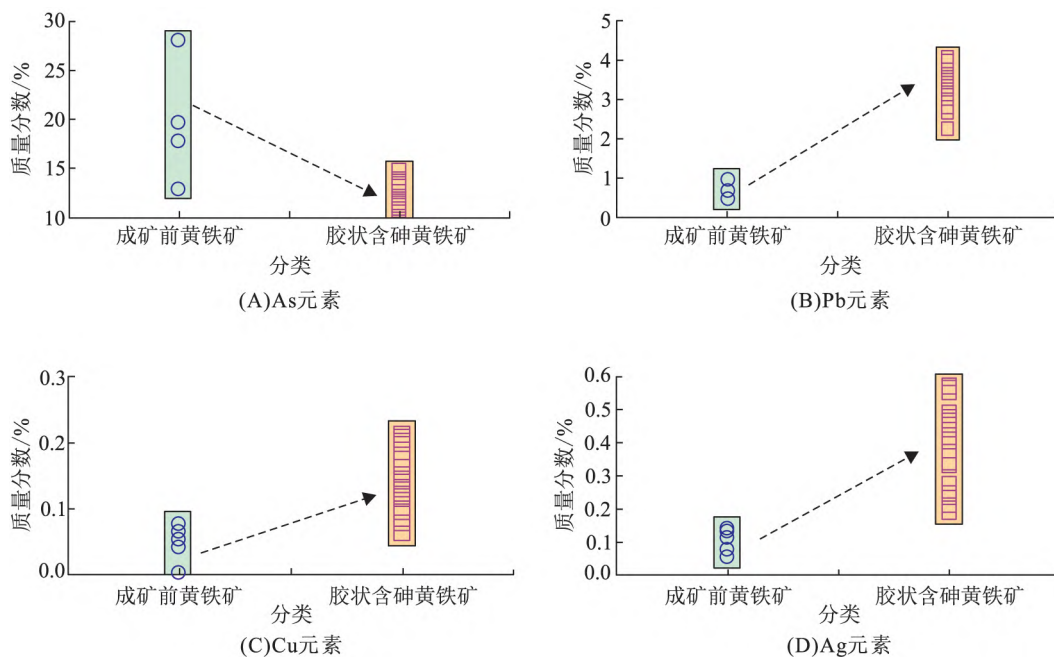 30
25
20
15
10
质量分数/%
成矿前黄铁矿
胶状含砷黄铁矿
分类
(A)As元素
5
4
3
2
1
0
质量分数/%
成矿前黄铁矿
胶状含砷黄铁矿
分类
(B)Pb元素
0.3
0.2
0.1
0.0
质量分数/%
成矿前黄铁矿
胶状含砷黄铁矿
分类
(C)Cu元素
0.6
0.5
0.4
0.3
0.2
0.1
0.0
质量分数/%
成矿前黄铁矿
胶状含砷黄铁矿
分类
(D)Ag元素